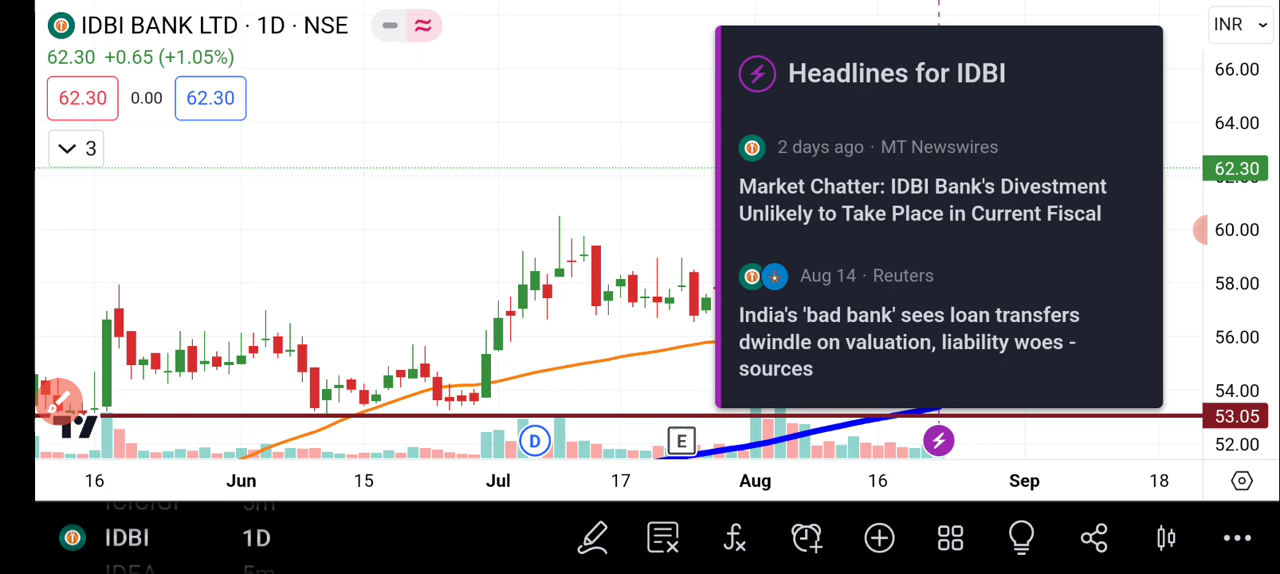 IDBI BANK LTD · 1D · NSE
62.30 +0.65 (+1.05%)
62.30 0.00 62.30
3
INR
66.00
64.00
62.30
60.00
58.00
56.00
54.00
53.05
52.00
Headlines for IDBI
2 days ago · MT Newswires
Market Chatter: IDBI Bank's Divestment
Unlikely to Take Place in Current Fiscal
Aug 14 · Reuters
India's 'bad bank' sees loan transfers
dwindle on valuation, liability woes -
sources
D
E
16 Jun 15 Jul 17 Aug 16 Sep 18
IDBI 1D